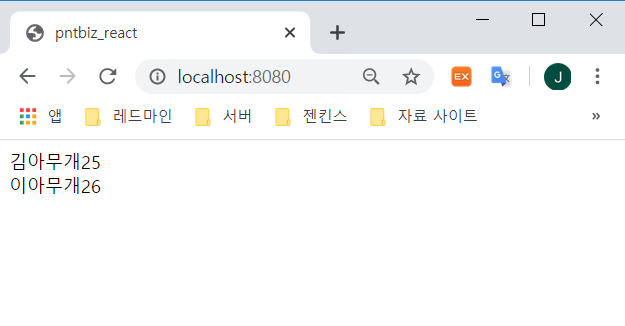 pntbiz_react
localhost:8080
EX
G 文
J
앱 레드마인 서버 젠킨스 자료 사이트 »
김아무개25
이아무개26